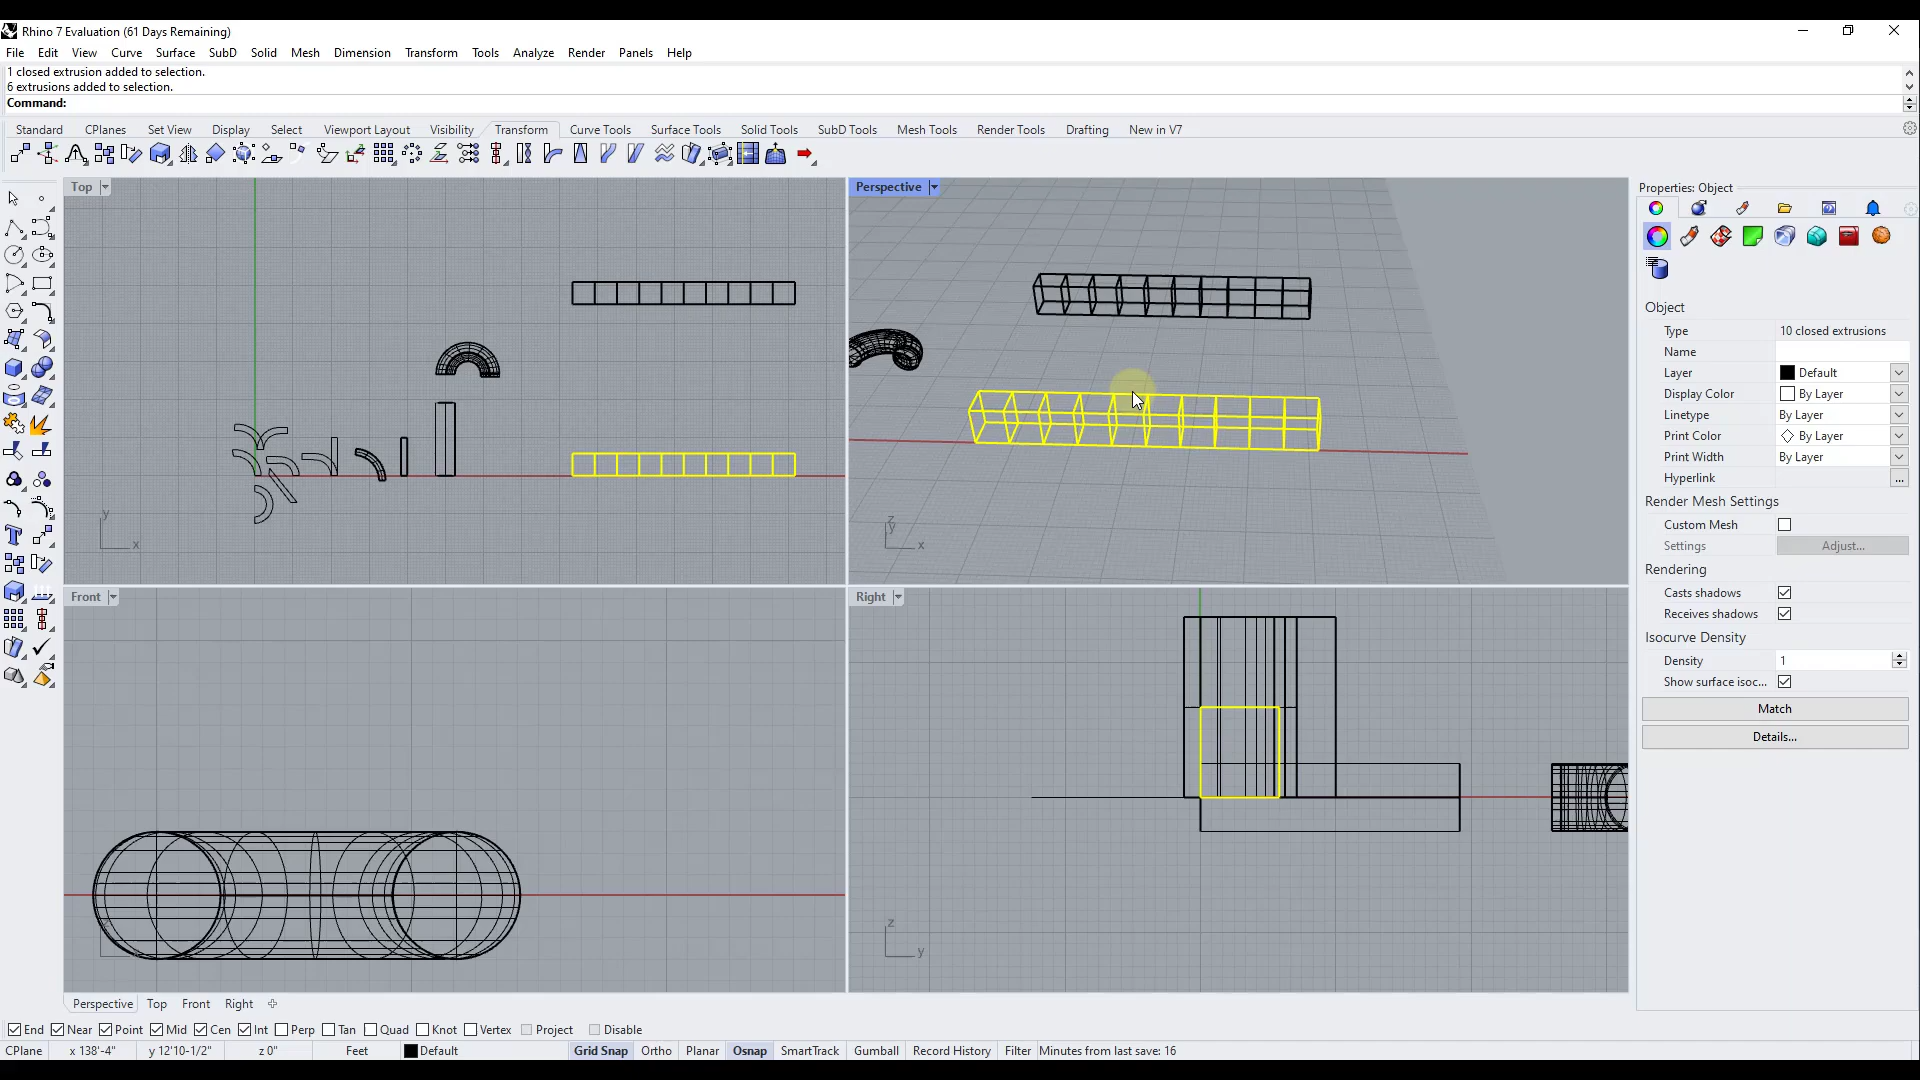 Rhino 7 Evaluation (61 Days Remaining)
File Edit View Curve Surface SubD Solid Mesh Dimension Transform Tools Analyze Render Panels Help
1 closed extrusion added to selection.
6 extrusions added to selection.
Command:
Standard CPlanes Set View Display Select Viewport Layout Visibility Transform Curve Tools Surface Tools Solid Tools SubD Tools Mesh Tools Render Tools Drafting New in V7
Top
Perspective
Properties: Object
Object
Type 10 closed extrusions
Name
Layer Default
Display Color By Layer
Linetype By Layer
Print Color By Layer
Print Width By Layer
Hyperlink ...
Render Mesh Settings
Custom Mesh
Settings Adjust...
Rendering
Casts shadows
Receives shadows
Isocurve Density
Density 1
Show surface isoc...
Match
Details...
y
x
z
y
x
Front
Right
z
y
Perspective Top Front Right
End Near Point Mid Cen Int Perp Tan Quad Knot Vertex Project Disable
CPlane x 138'-4" y 12'10-1/2" z 0" Feet Default Grid Snap Ortho Planar Osnap SmartTrack Gumball Record History Filter Minutes from last save: 16